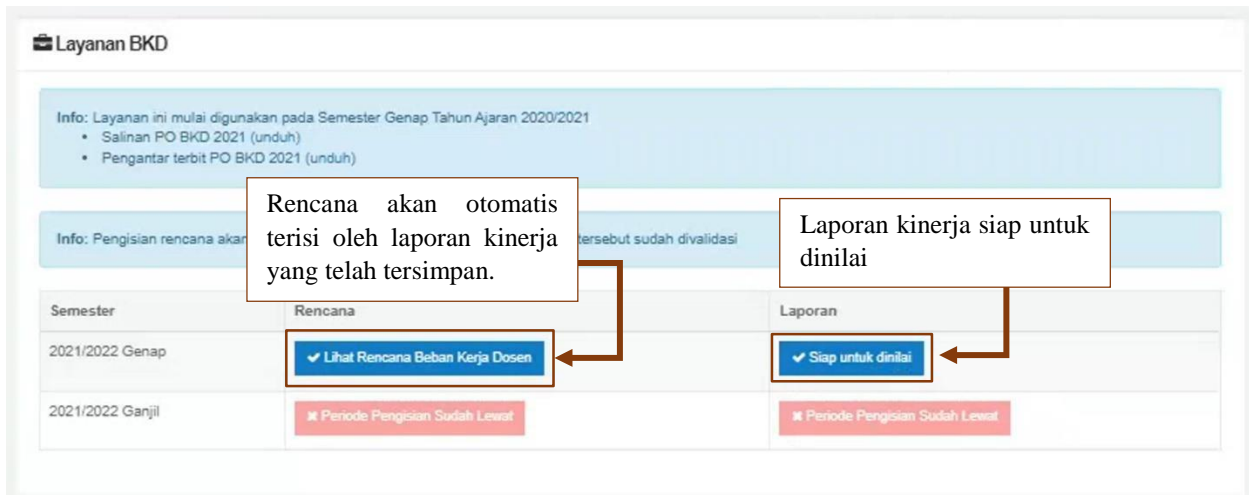 Layanan BKD
Info: Layanan ini mulai digunakan pada Semester Genap Tahun Ajaran 2020/2021
• Salinan PO BKD 2021 (unduh)
• Pengantar terbit PO BKD 2021 (unduh)
Rencana akan otomatis
terisi oleh laporan kinerja
yang telah tersimpan.
Laporan kinerja siap untuk
dinilai
Info: Pengisian rencana akan tersebut sudah divalidasi
Semester Rencana Laporan
2021/2022 Genap ✔ Lihat Rencana Beban Kerja Dosen ✔ Siap untuk dinilai
2021/2022 Ganjil ✖ Periode Pengisian Sudah Lewat ✖ Periode Pengisian Sudah Lewat